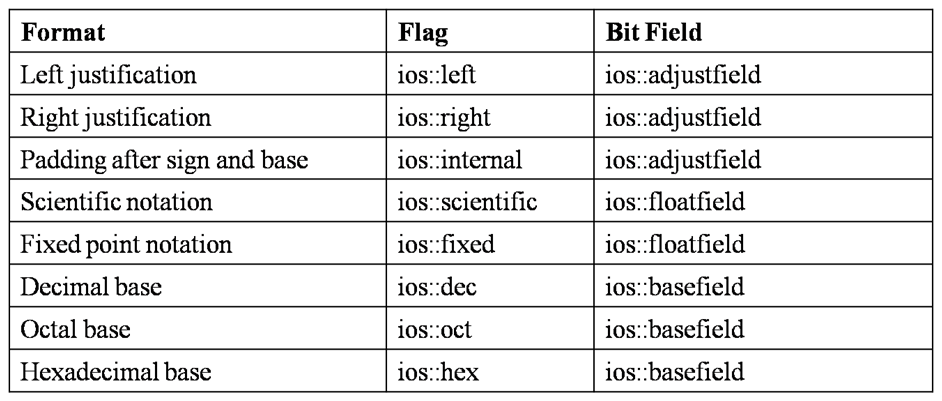 Format Flag Bit Field
Left justification ios::left ios::adjustfield
Right justification ios::right ios::adjustfield
Padding after sign and base ios::internal ios::adjustfield
Scientific notation ios::scientific ios::floatfield
Fixed point notation ios::fixed ios::floatfield
Decimal base ios::dec ios::basefield
Octal base ios::oct ios::basefield
Hexadecimal base ios::hex ios::basefield